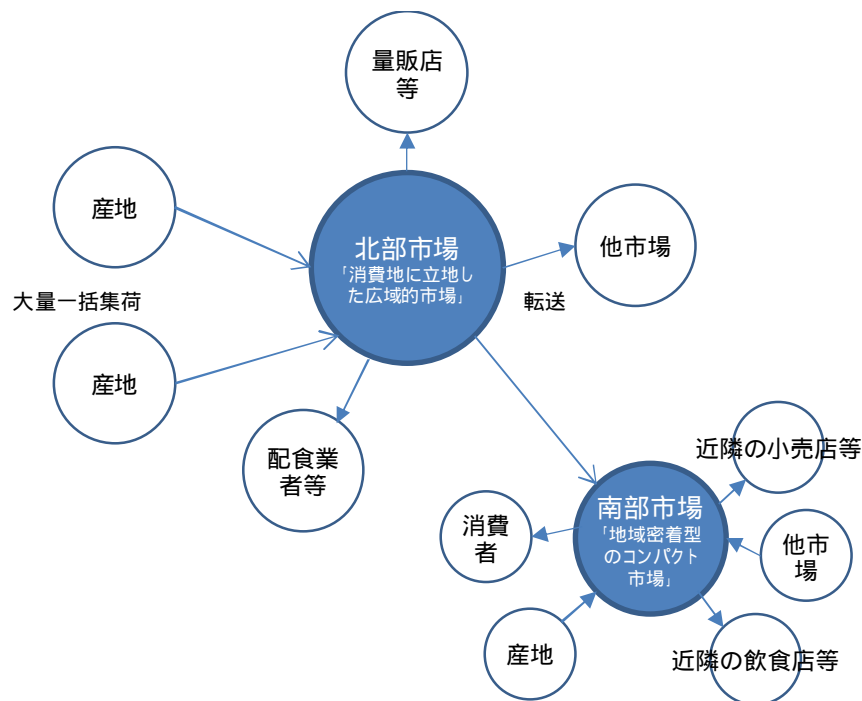 量販店
等
産地
北部市場
「消費地に立地し
た広域的市場」
他市場
大量一括集荷
転送
産地
配食業
者等
近隣の小売店等
南部市場
「地域密着型
のコンパクト
市場」
消費
者
他市
場
産地
近隣の飲食店等